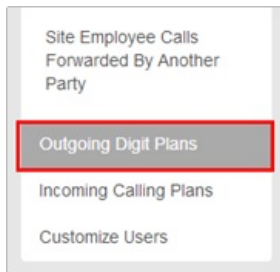 Site Employee Calls
Forwarded By Another
Party
Outgoing Digit Plans
Incoming Calling Plans
Customize Users